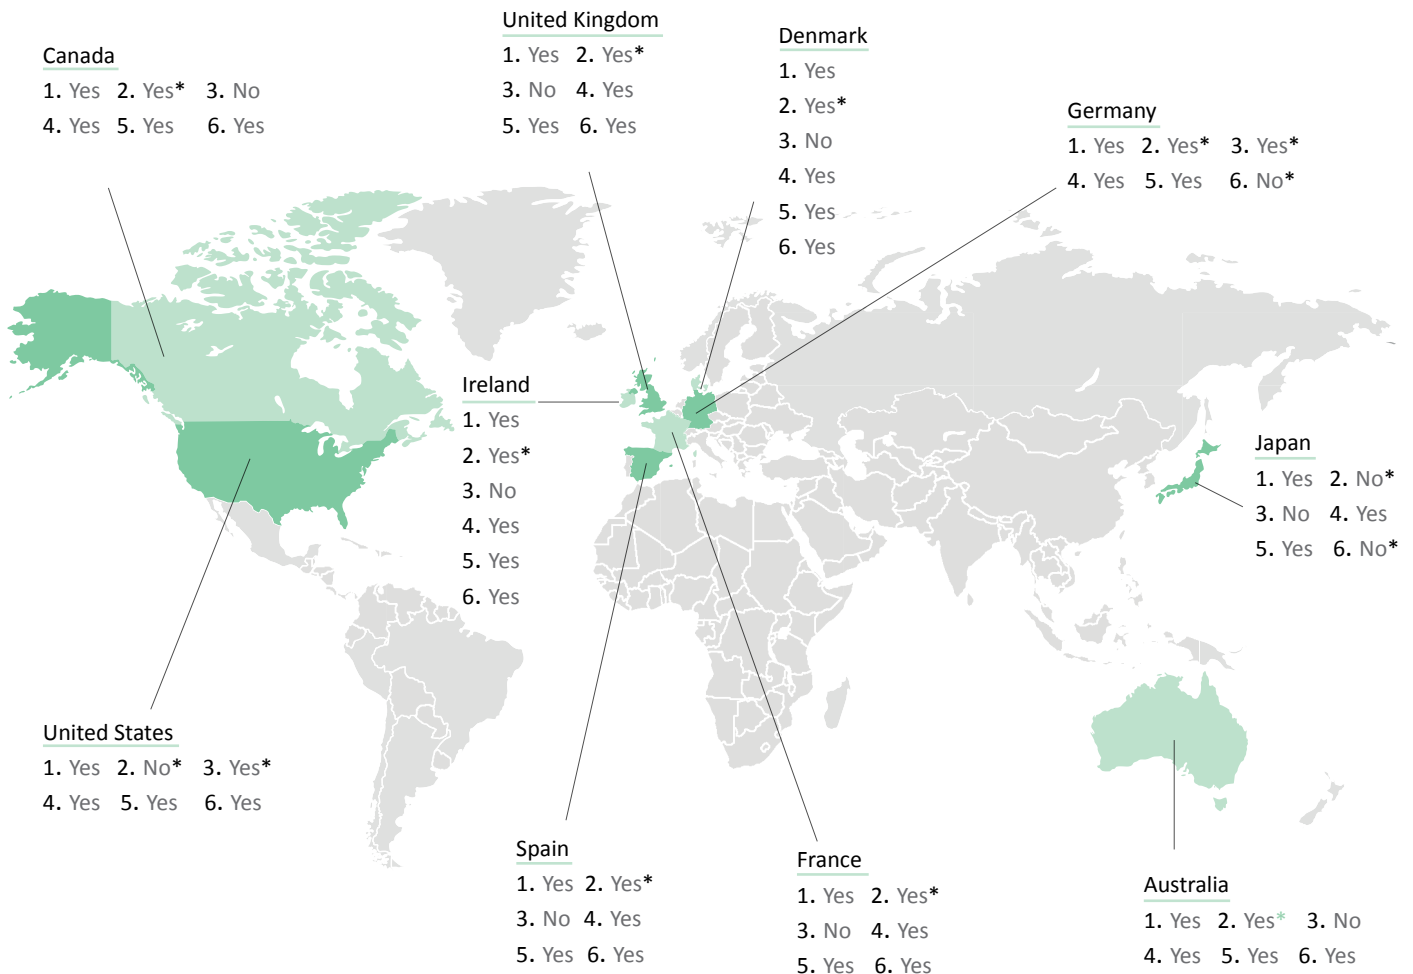 United Kingdom
1. Yes 2. Yes*
3. No 4. Yes
5. Yes 6. Yes
Denmark
1. Yes
2. Yes*
3. No
4. Yes
5. Yes
6. Yes
Canada
1. Yes 2. Yes* 3. No
4. Yes 5. Yes 6. Yes
Germany
1. Yes 2. Yes* 3. Yes*
4. Yes 5. Yes 6. No*
Ireland
1. Yes
2. Yes*
3. No
4. Yes
5. Yes
6. Yes
Japan
1. Yes 2. No*
3. No 4. Yes
5. Yes 6. No*
United States
1. Yes 2. No* 3. Yes*
4. Yes 5. Yes 6. Yes
Spain
1. Yes 2. Yes*
3. No 4. Yes
5. Yes 6. Yes
France
1. Yes 2. Yes*
3. No 4. Yes
5. Yes 6. Yes
Australia
1. Yes 2. Yes* 3. No
4. Yes 5. Yes 6. Yes